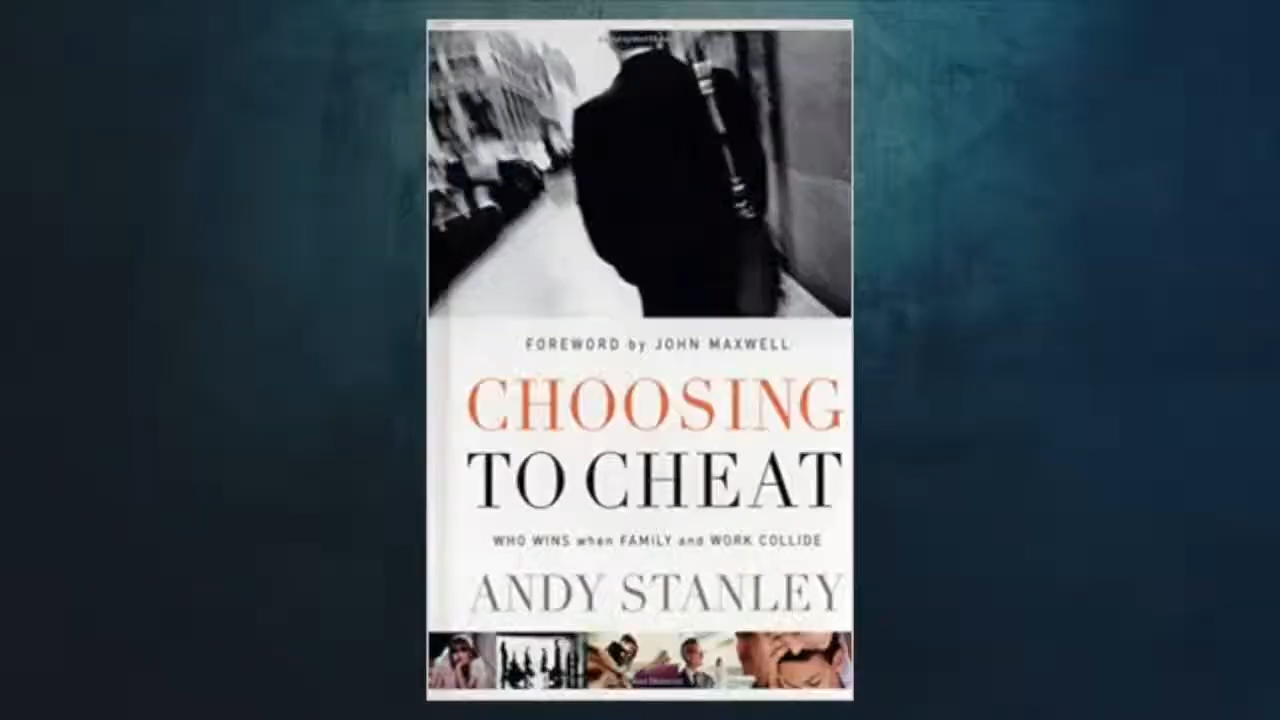 FOREWORD by JOHN MAXWELL
CHOOSING
TO CHEAT
WHO WINS when FAMILY and WORK COLLIDE
ANDY STANLEY